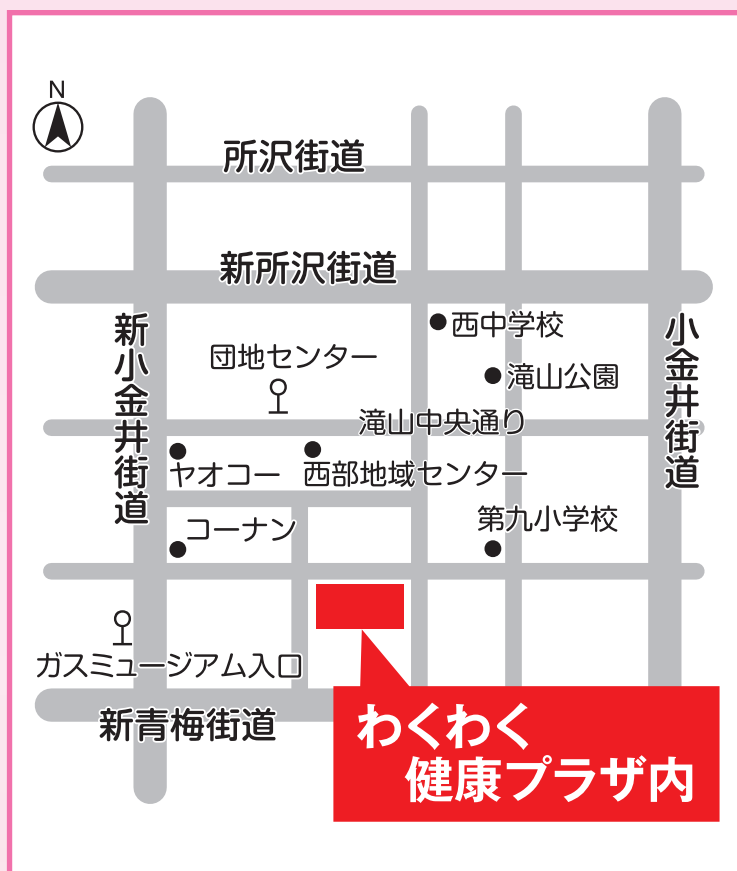 N
所沢街道
新所沢街道
新小金井街道
小金井街道
西中学校
団地センター
滝山公園
滝山中央通り
ヤオコー
西部地域センター
コーナン
第九小学校
ガスミュージアム入口
新青梅街道
わくわく
健康プラザ内